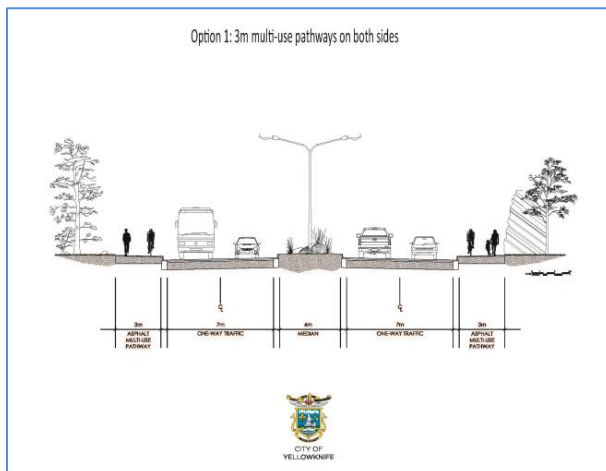 Option 1: 3m multi-use pathways on both sides
3m
ASPHALT
MULTI-USE
PATHWAY
7m
ONE-WAY TRAFFIC
4m
MEDIAN
7m
ONE-WAY TRAFFIC
3m
ASPHALT
MULTI-USE
PATHWAY
CITY OF
YELLOWKNIFE